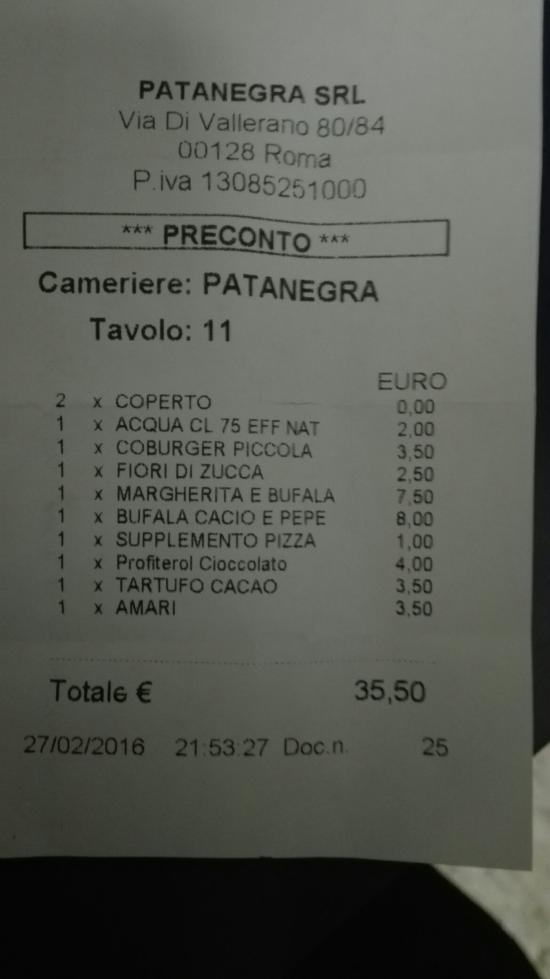 PATANEGRA SRL
Via Di Vallerano 80/84
00128 Roma
P.iva 13085251000
*** PRECONTO ***
Cameriere: PATANEGRA
Tavolo: 11
EURO
2 x COPERTO 0,00
1 x ACQUA CL 75 EFF NAT 2,00
1 x COBURGER PICCOLA 3,50
1 x FIORI DI ZUCCA 2,50
1 x MARGHERITA E BUFALA 7,50
1 x BUFALA CACIO E PEPE 8,00
1 x SUPPLEMENTO PIZZA 1,00
1 x Profiterol Cioccolato 4,00
1 x TARTUFO CACAO 3,50
1 x AMARI 3,50
Totale € 35,50
27/02/2016 21:53:27 Doc.n. 25